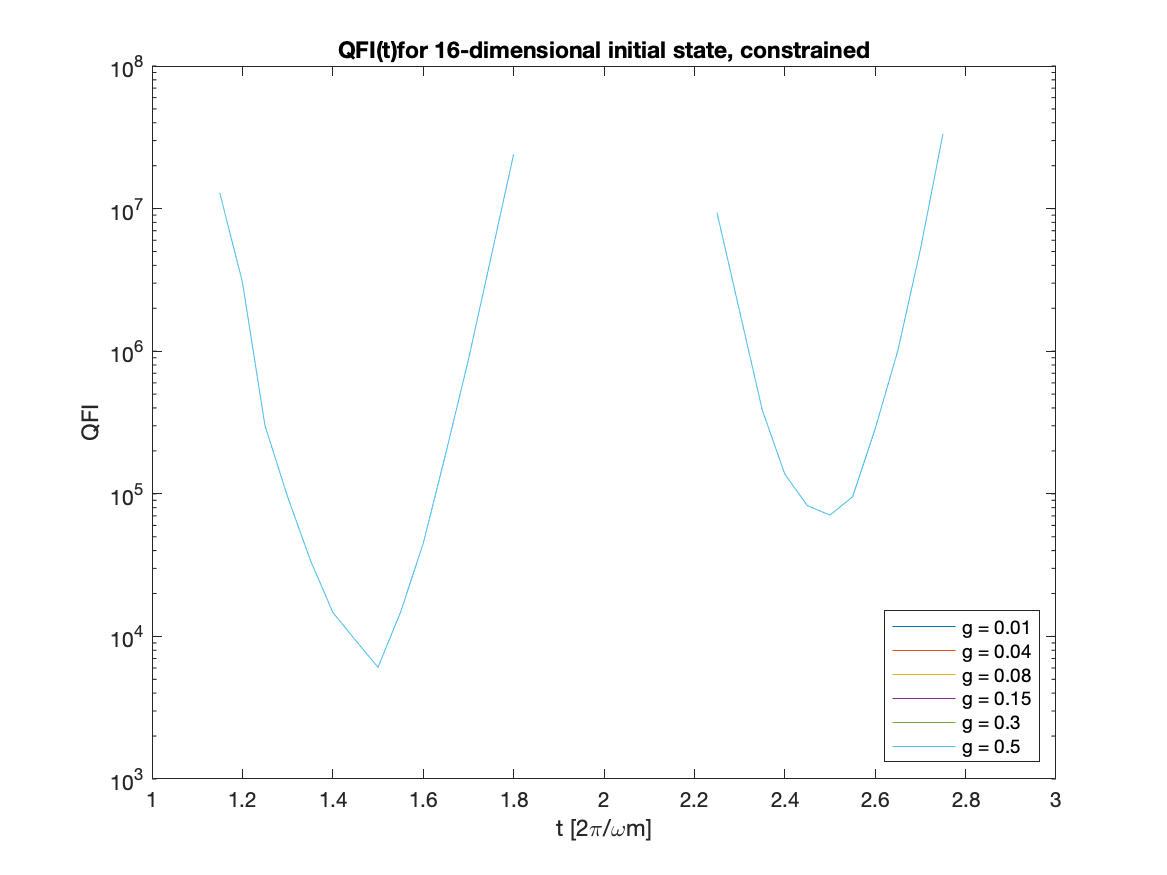 QFI(t)for 16-dimensional initial state, constrained
10^8
10^7
10^6
10^5
10^4
10^3
QFI
1 1.2 1.4 1.6 1.8 2 2.2 2.4 2.6 2.8 3
t [2π/ωm]
g = 0.01
g = 0.04
g = 0.08
g = 0.15
g = 0.3
g = 0.5